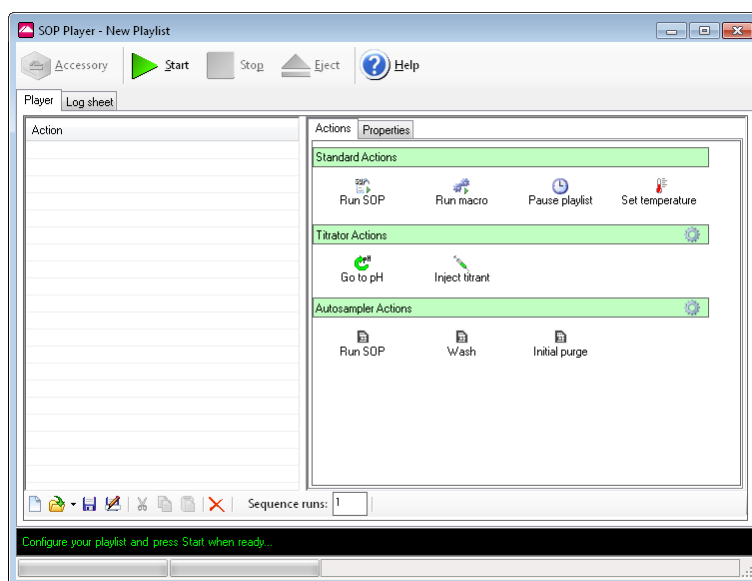 SOP Player - New Playlist
Accessory Start Stop Eject Help
Player Log sheet
Action
Actions Properties
Standard Actions
Run SOP Run macro Pause playlist Set temperature
Titrator Actions
Go to pH Inject titrant
Autosampler Actions
Run SOP Wash Initial purge
Sequence runs: 1
Configure your playlist and press Start when ready...